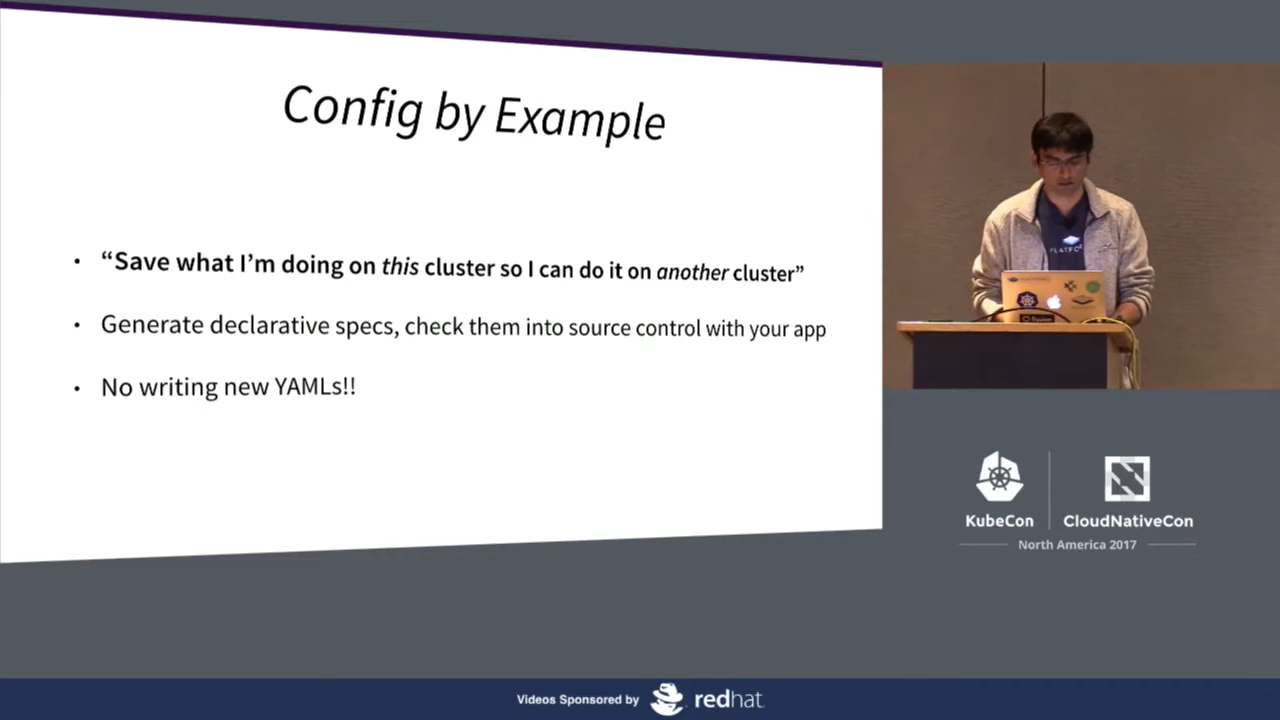 Config by Example
• “Save what I’m doing on this cluster so I can do it on another cluster”
• Generate declarative specs, check them into source control with your app
• No writing new YAMLs!!
KubeCon
CloudNativeCon
North America 2017
Videos Sponsored by
redhat